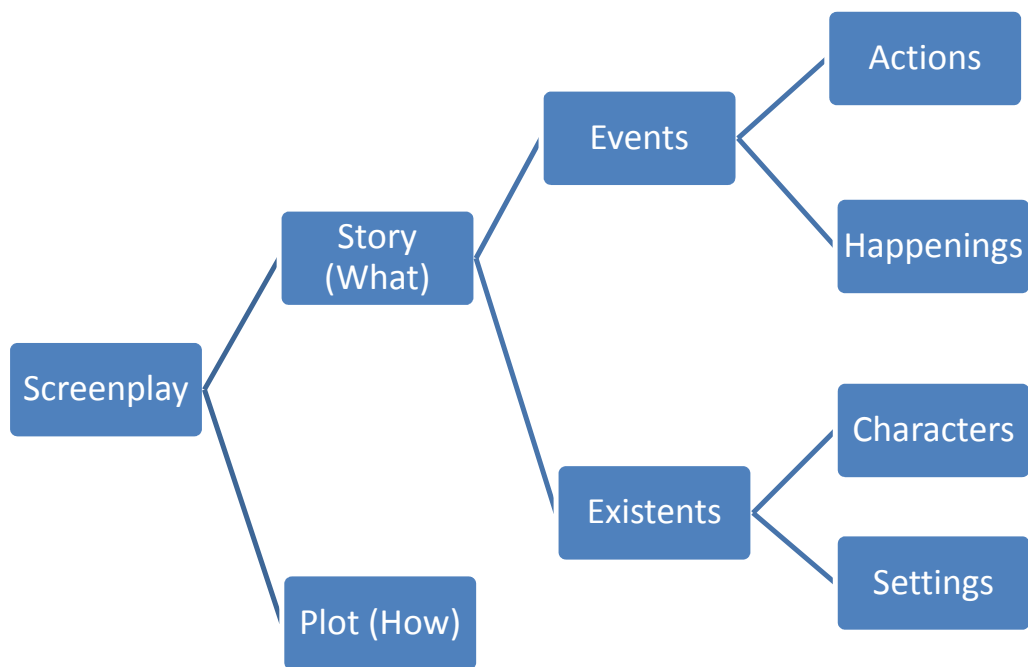 Screenplay
Story
(What)
Plot (How)
Events
Existents
Actions
Happenings
Characters
Settings